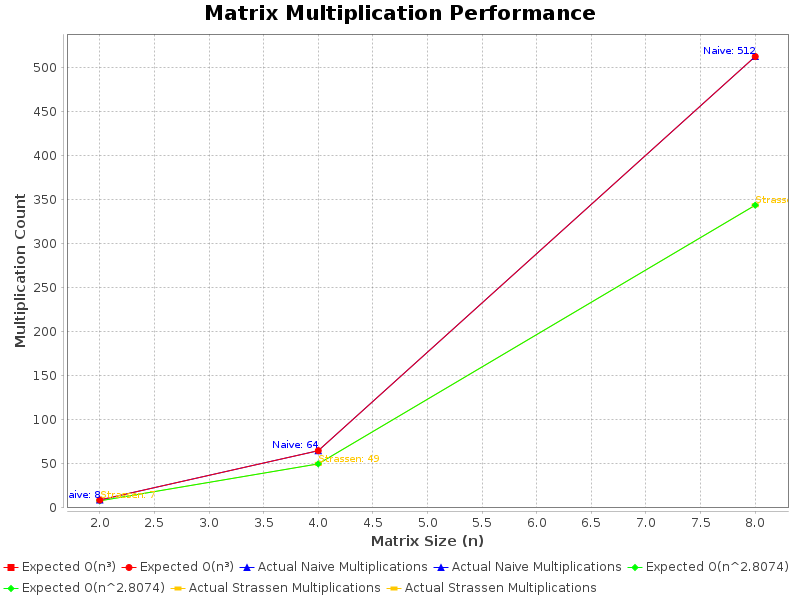 Matrix Multiplication Performance
Multiplication Count
500
450
400
350
300
250
200
150
100
50
0
Naive: 512
Strass
Naive: 64
Strassen: 49
aive: 8
Strassen: 7
2.0 2.5 3.0 3.5 4.0 4.5 5.0 5.5 6.0 6.5 7.0 7.5 8.0
Matrix Size (n)
Expected O(n³) Expected O(n³) Actual Naive Multiplications Actual Naive Multiplications Expected O(n^2.8074)
Expected O(n^2.8074) Actual Strassen Multiplications Actual Strassen Multiplications